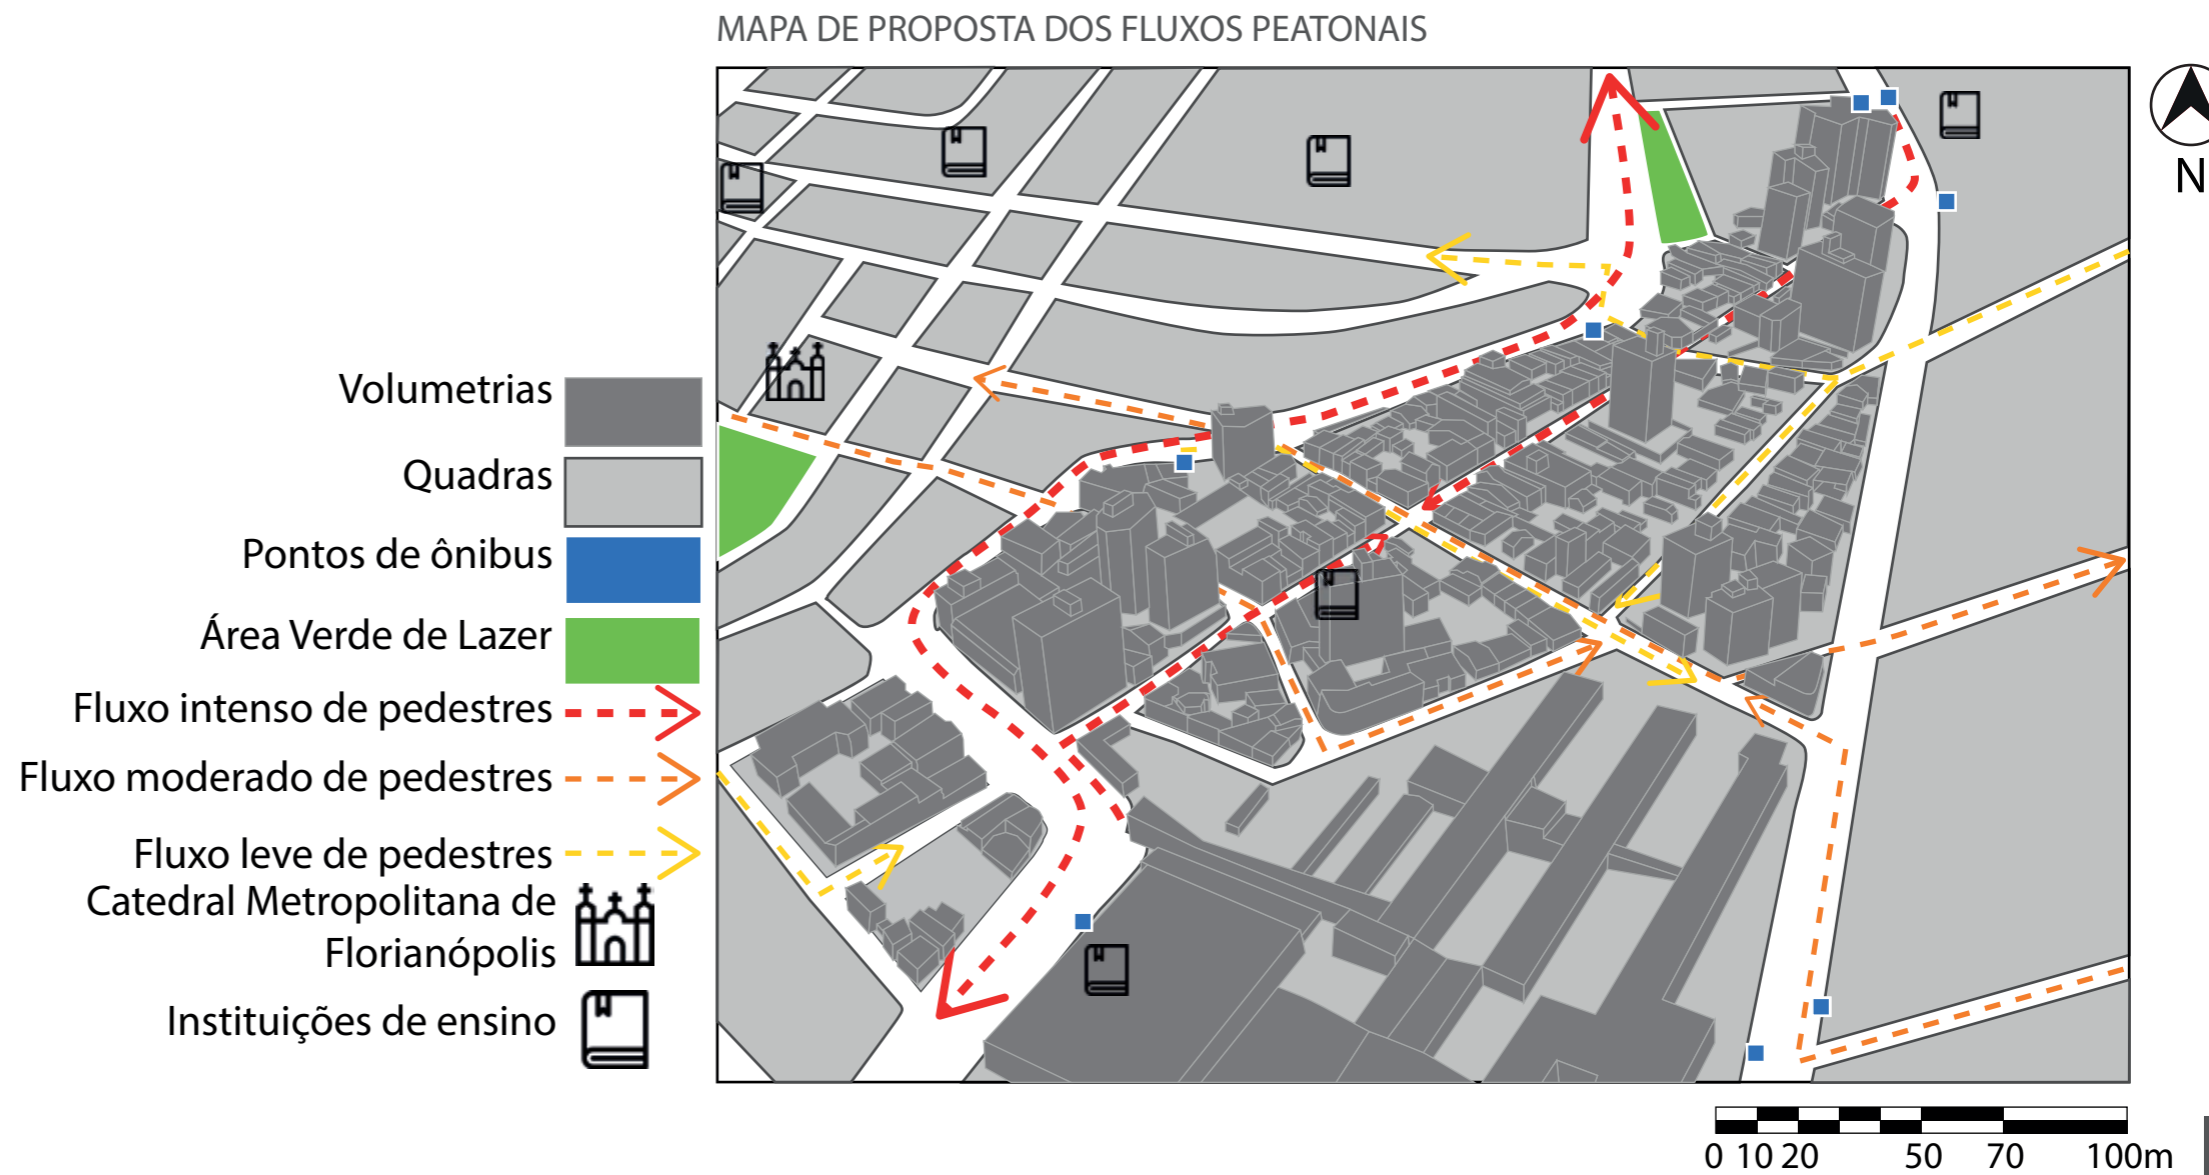 MAPA DE PROPOSTA DOS FLUXOS PEATONAIS
N
Volumetrias
Quadras
Pontos de ônibus
Área Verde de Lazer
Fluxo intenso de pedestres
Fluxo moderado de pedestres
Fluxo leve de pedestres
Catedral Metropolitana de
Florianópolis
Instituições de ensino
0 10 20 50 70 100m